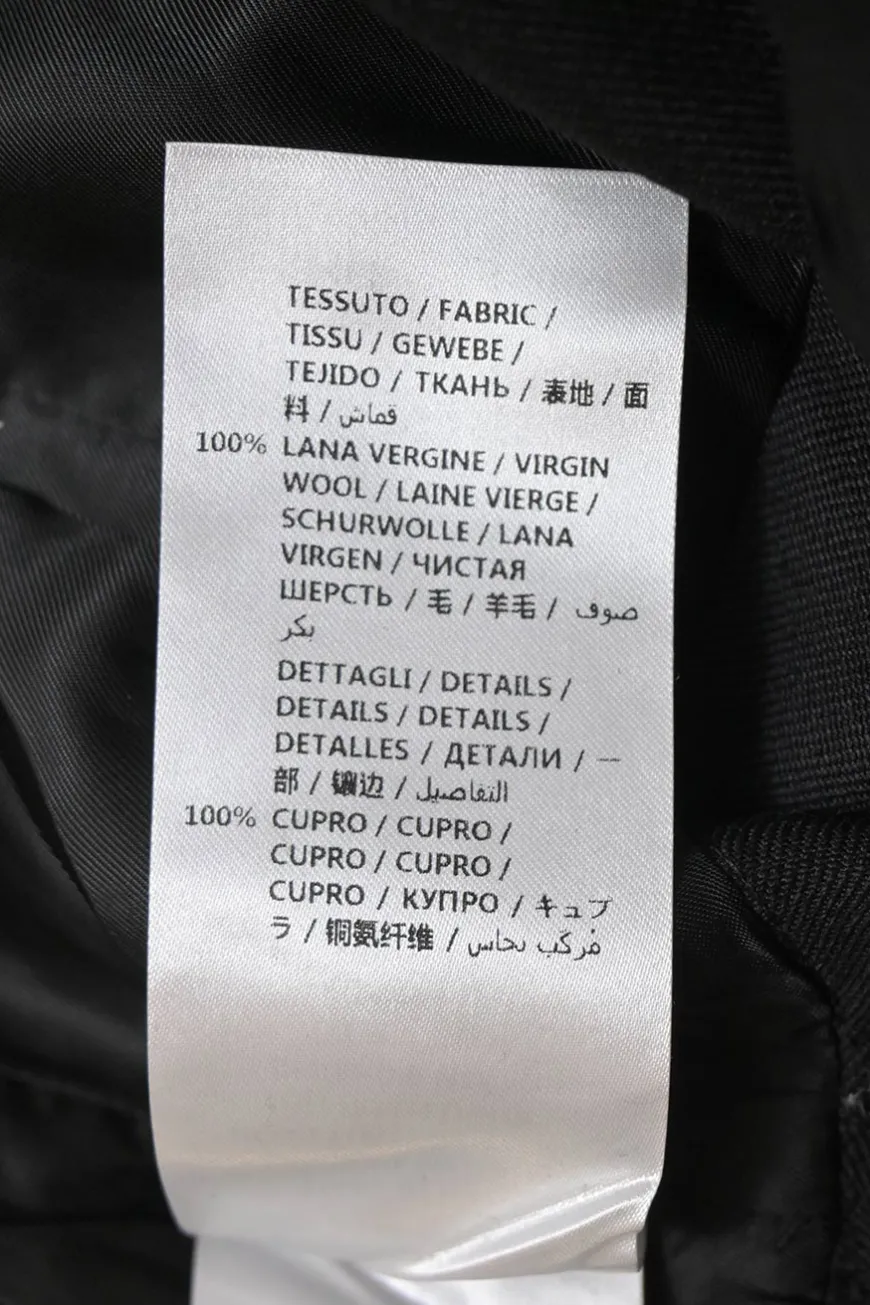 TESSUTO / FABRIC /
TISSU / GEWEBE /
TEJIDO / ТКАНЬ / 表地 / 面
料 / قماش
100% LANA VERGINE / VIRGIN
WOOL / LAINE VIERGE /
SCHURWOLLE / LANA
VIRGEN / ЧИСТАЯ
ШЕРСТЬ / 毛 / 羊毛 / صوف
بكر
DETTAGLI / DETAILS /
DETAILS / DETAILS /
DETALLES / ДЕТАЛИ / 一
部 / 镶边 / التفاصيل
100% CUPRO / CUPRO /
CUPRO / CUPRO /
CUPRO / КУПРО / キュプ
ラ / 铜氨纤维 / مركب نحاس